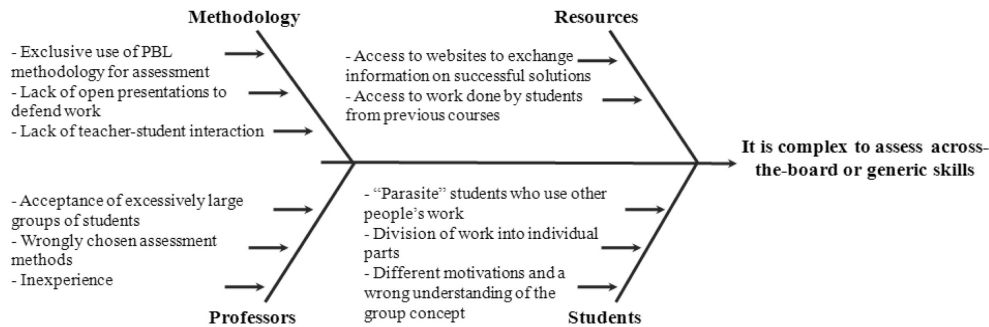 Methodology
- Exclusive use of PBL
methodology for assessment
- Lack of open presentations to
defend work
- Lack of teacher-student interaction
Resources
- Access to websites to exchange
information on successful solutions
- Access to work done by students
from previous courses
It is complex to assess across-
the-board or generic skills
- Acceptance of excessively large
groups of students
- Wrongly chosen assessment
methods
- Inexperience
Professors
- “Parasite” students who use other
people’s work
- Division of work into individual
parts
- Different motivations and a
wrong understanding of the
group concept
Students